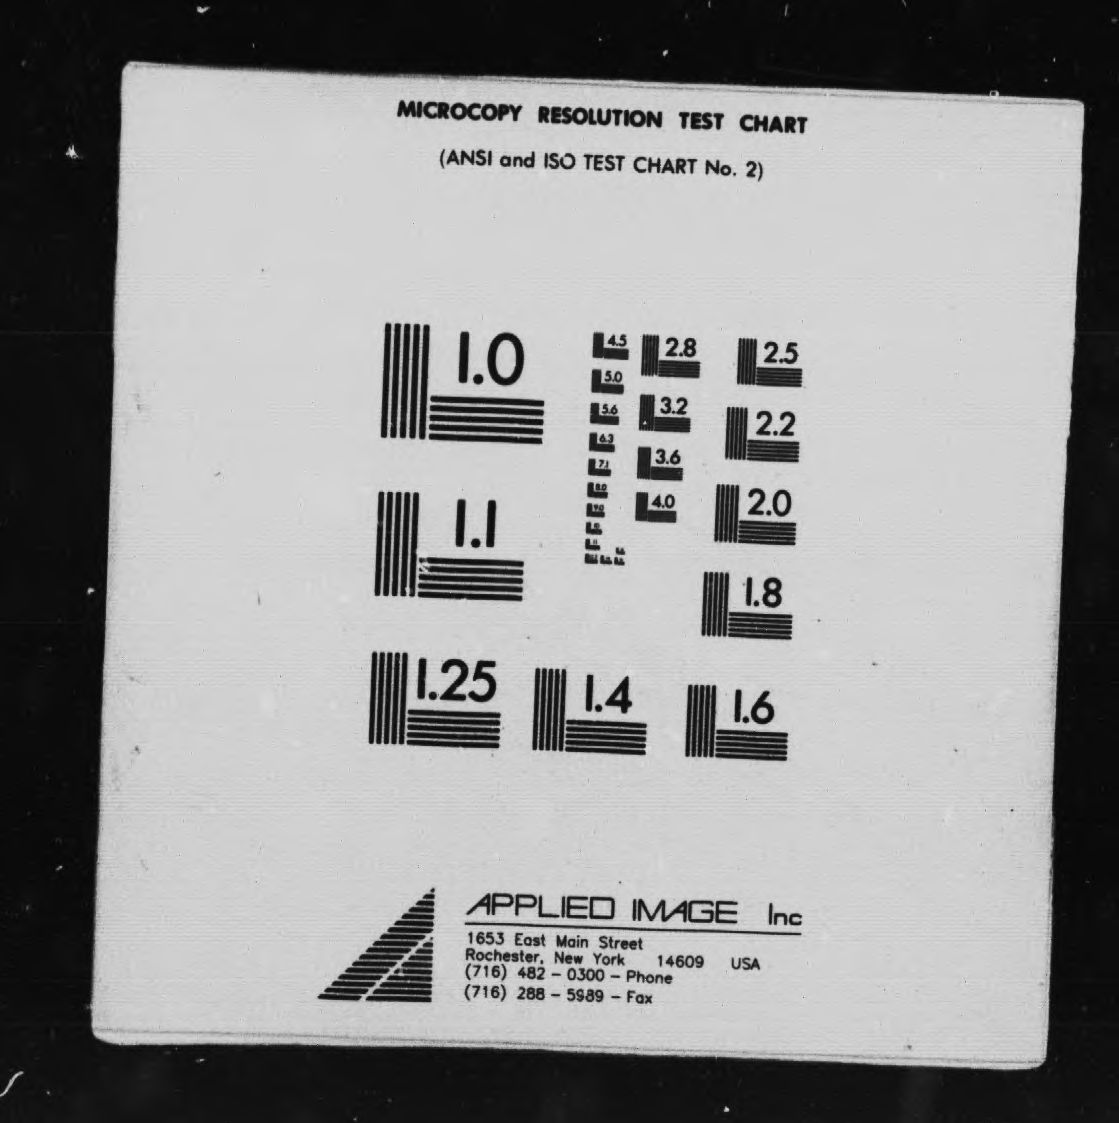 MICROCOPY RESOLUTION TEST CHART
(ANSI and ISO TEST CHART No. 2)
1.0
1.1
1.25
1.4
1.6
1.8
2.0
2.2
2.5
2.8
3.2
3.6
4.0
4.5
5.0
5.6
6.3
7.1
8.0
9.0
APPLIED IMAGE Inc
1653 East Main Street
Rochester, New York 14609 USA
(716) 482 - 0300 - Phone
(716) 288 - 5989 - Fax